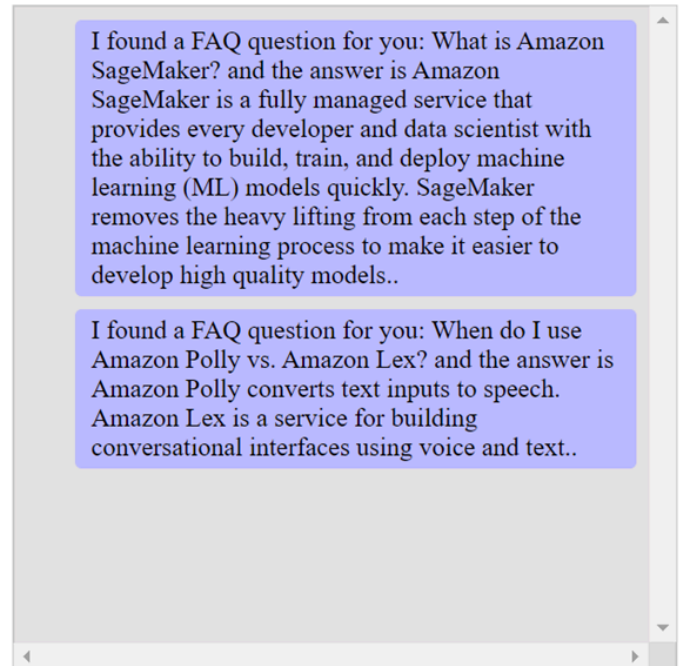 I found a FAQ question for you: What is Amazon
SageMaker? and the answer is Amazon
SageMaker is a fully managed service that
provides every developer and data scientist with
the ability to build, train, and deploy machine
learning (ML) models quickly. SageMaker
removes the heavy lifting from each step of the
machine learning process to make it easier to
develop high quality models..
I found a FAQ question for you: When do I use
Amazon Polly vs. Amazon Lex? and the answer is
Amazon Polly converts text inputs to speech.
Amazon Lex is a service for building
conversational interfaces using voice and text..